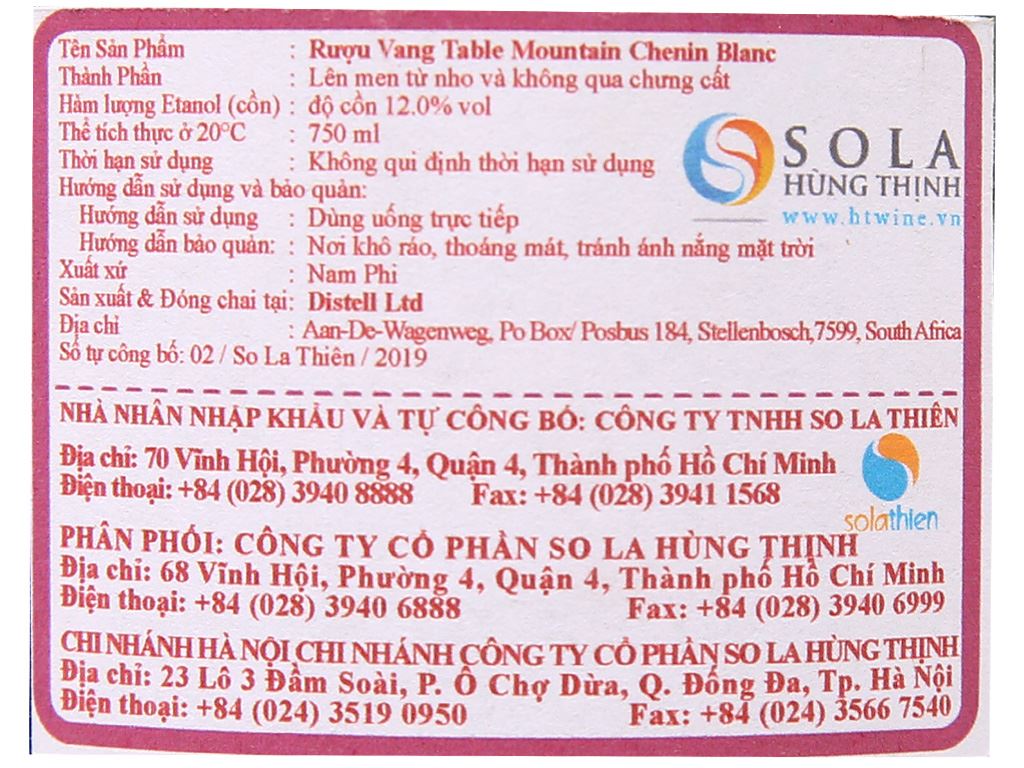 Tên Sản Phẩm : Rượu Vang Table Mountain Chenin Blanc
Thành Phần : Lên men từ nho và không qua chưng cất
Hàm lượng Etanol (cồn) : độ cồn 12.0% vol
Thể tích thực ở 20°C : 750 ml
Thời hạn sử dụng : Không qui định thời hạn sử dụng
SOLA
HÙNG THỊNH
www.htwine.vn
Hướng dẫn sử dụng và bảo quản:
Hướng dẫn sử dụng : Dùng uống trực tiếp
Hướng dẫn bảo quản: : Nơi khô ráo, thoáng mát, tránh ánh nắng mặt trời
Xuất xứ : Nam Phi
Sản xuất & Đóng chai tại: Distell Ltd
Địa chỉ : Aan-De-Wagenweg, Po Box/ Posbus 184, Stellenbosch,7599, South Africa
Số tự công bố: 02 / So La Thiên / 2019
NHÀ NHÂN NHẬP KHẨU VÀ TỰ CÔNG BỐ: CÔNG TY TNHH SO LA THIÊN
Địa chỉ: 70 Vĩnh Hội, Phường 4, Quận 4, Thành phố Hồ Chí Minh
Điện thoại: +84 (028) 3940 8888 Fax: +84 (028) 3941 1568
solathien
PHÂN PHỐI: CÔNG TY CỔ PHẦN SO LA HÙNG THỊNH
Địa chỉ: 68 Vĩnh Hội, Phường 4, Quận 4, Thành phố Hồ Chí Minh
Điện thoại: +84 (028) 3940 6888 Fax: +84 (028) 3940 6999
CHI NHÁNH HÀ NỘI CHI NHÁNH CÔNG TY CỔ PHẦN SO LA HÙNG THỊNH
Địa chỉ: 23 Lô 3 Đầm Soài, P. Ô Chợ Dừa, Q. Đống Đa, Tp. Hà Nội
Điện thoại: +84 (024) 3519 0950 Fax: +84 (024) 3566 7540